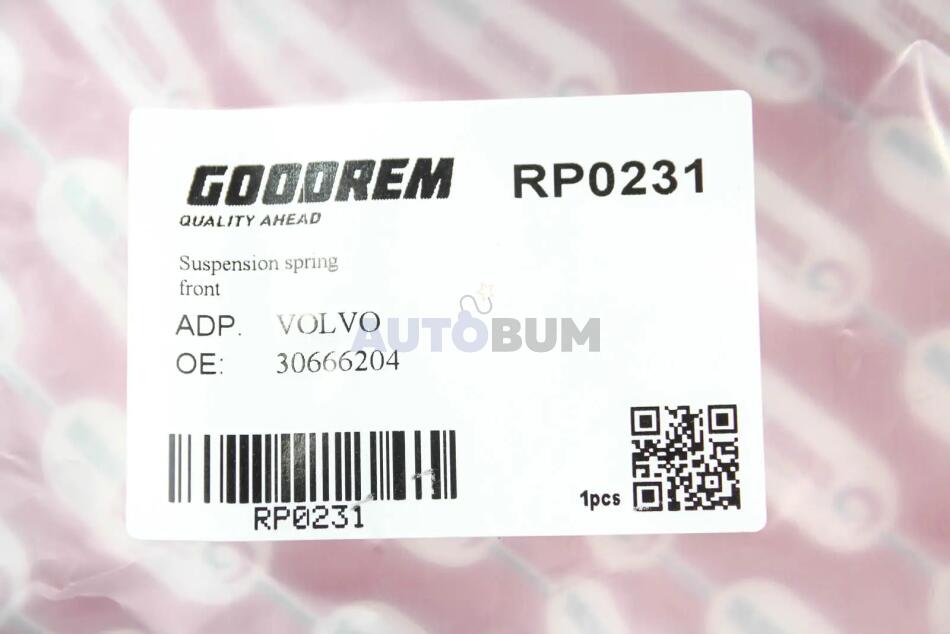 GOODREM
RP0231
QUALITY AHEAD
Suspension spring
front
ADP. VOLVO
AUTOBUM
OE: 30666204
1pcs
RP0231